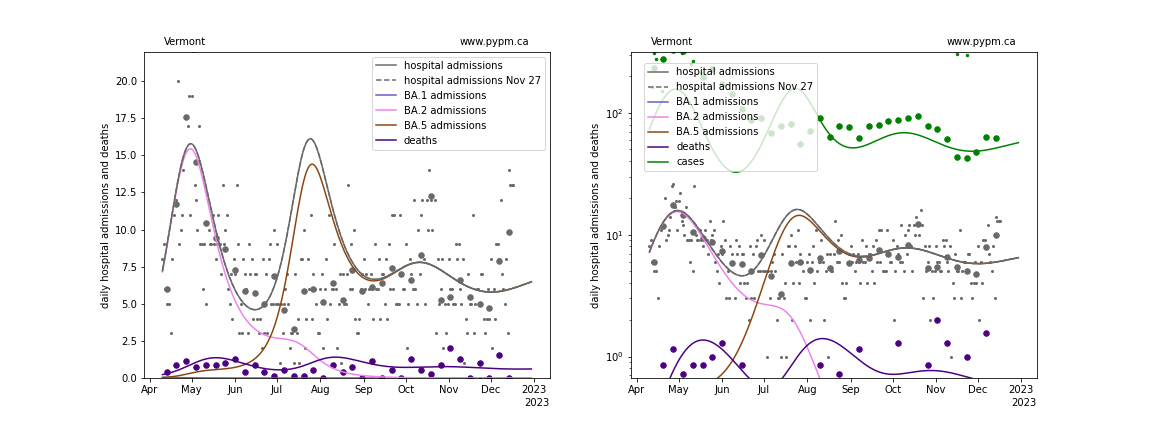 Vermont www.pypm.ca
daily hospital admissions and deaths
20.0
17.5
15.0
12.5
10.0
7.5
5.0
2.5
0.0
hospital admissions
hospital admissions Nov 27
BA.1 admissions
BA.2 admissions
BA.5 admissions
deaths
Apr May Jun Jul Aug Sep Oct Nov Dec 2023
2023
Vermont www.pypm.ca
daily hospital admissions and deaths
10²
10¹
10⁰
hospital admissions
hospital admissions Nov 27
BA.1 admissions
BA.2 admissions
BA.5 admissions
deaths
cases
Apr May Jun Jul Aug Sep Oct Nov Dec 2023
2023